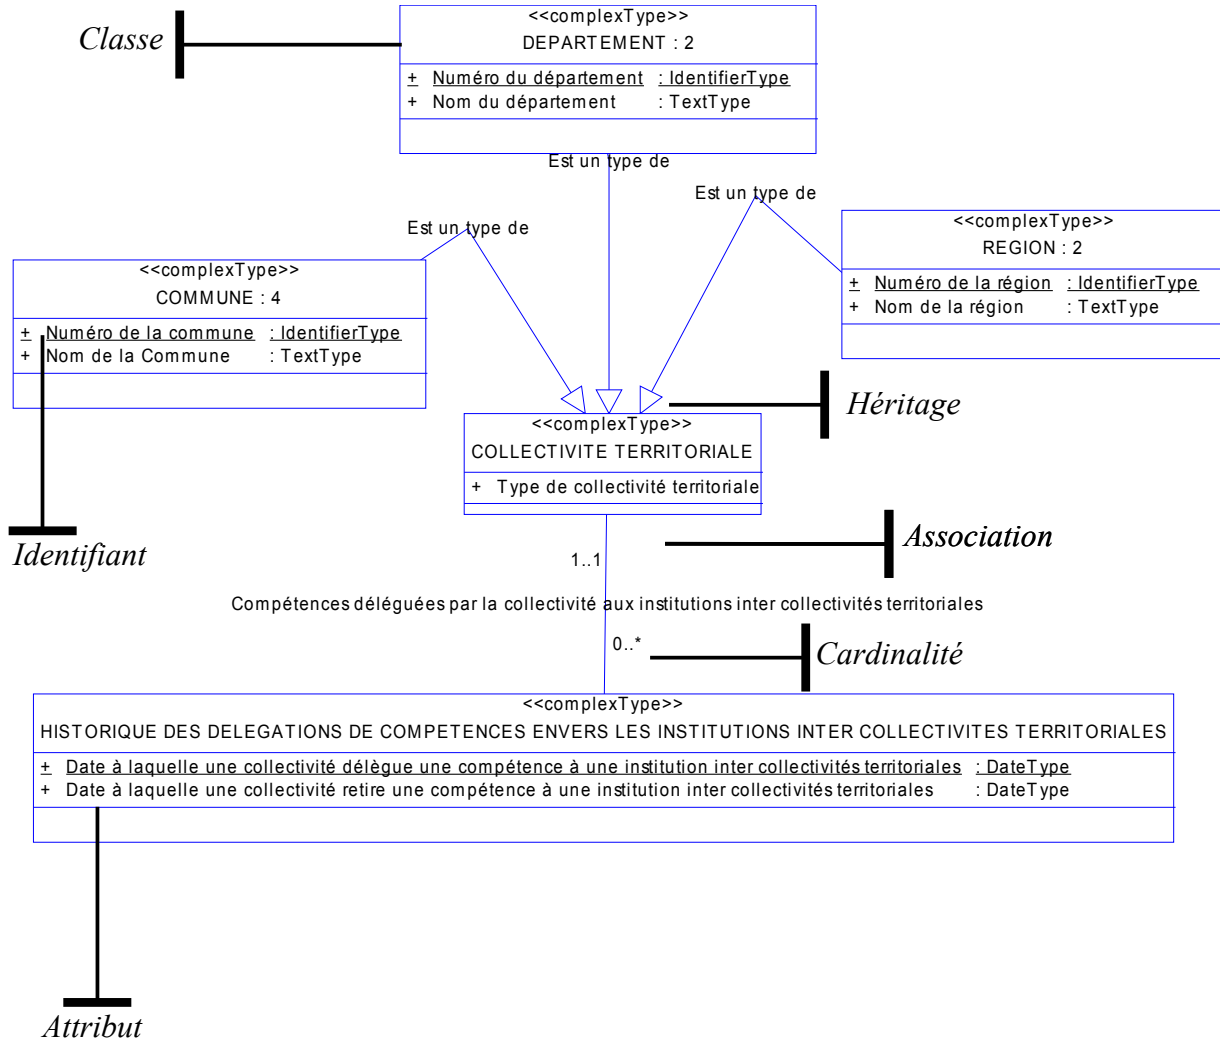 Classe
<<complexType>>
DEPARTEMENT : 2
+ Numéro du département : IdentifierType
+ Nom du département : TextType
Est un type de
Est un type de
Est un type de
<<complexType>>
REGION : 2
+ Numéro de la région : IdentifierType
+ Nom de la région : TextType
<<complexType>>
COMMUNE : 4
+ Numéro de la commune : IdentifierType
+ Nom de la Commune : TextType
Héritage
<<complexType>>
COLLECTIVITE TERRITORIALE
+ Type de collectivité territoriale
Identifiant
Association
1..1
Compétences déléguées par la collectivité aux institutions inter collectivités territoriales
0..*
Cardinalité
<<complexType>>
HISTORIQUE DES DELEGATIONS DE COMPETENCES ENVERS LES INSTITUTIONS INTER COLLECTIVITES TERRITORIALES
+ Date à laquelle une collectivité délègue une compétence à une institution inter collectivités territoriales : DateType
+ Date à laquelle une collectivité retire une compétence à une institution inter collectivités territoriales : DateType
Attribut